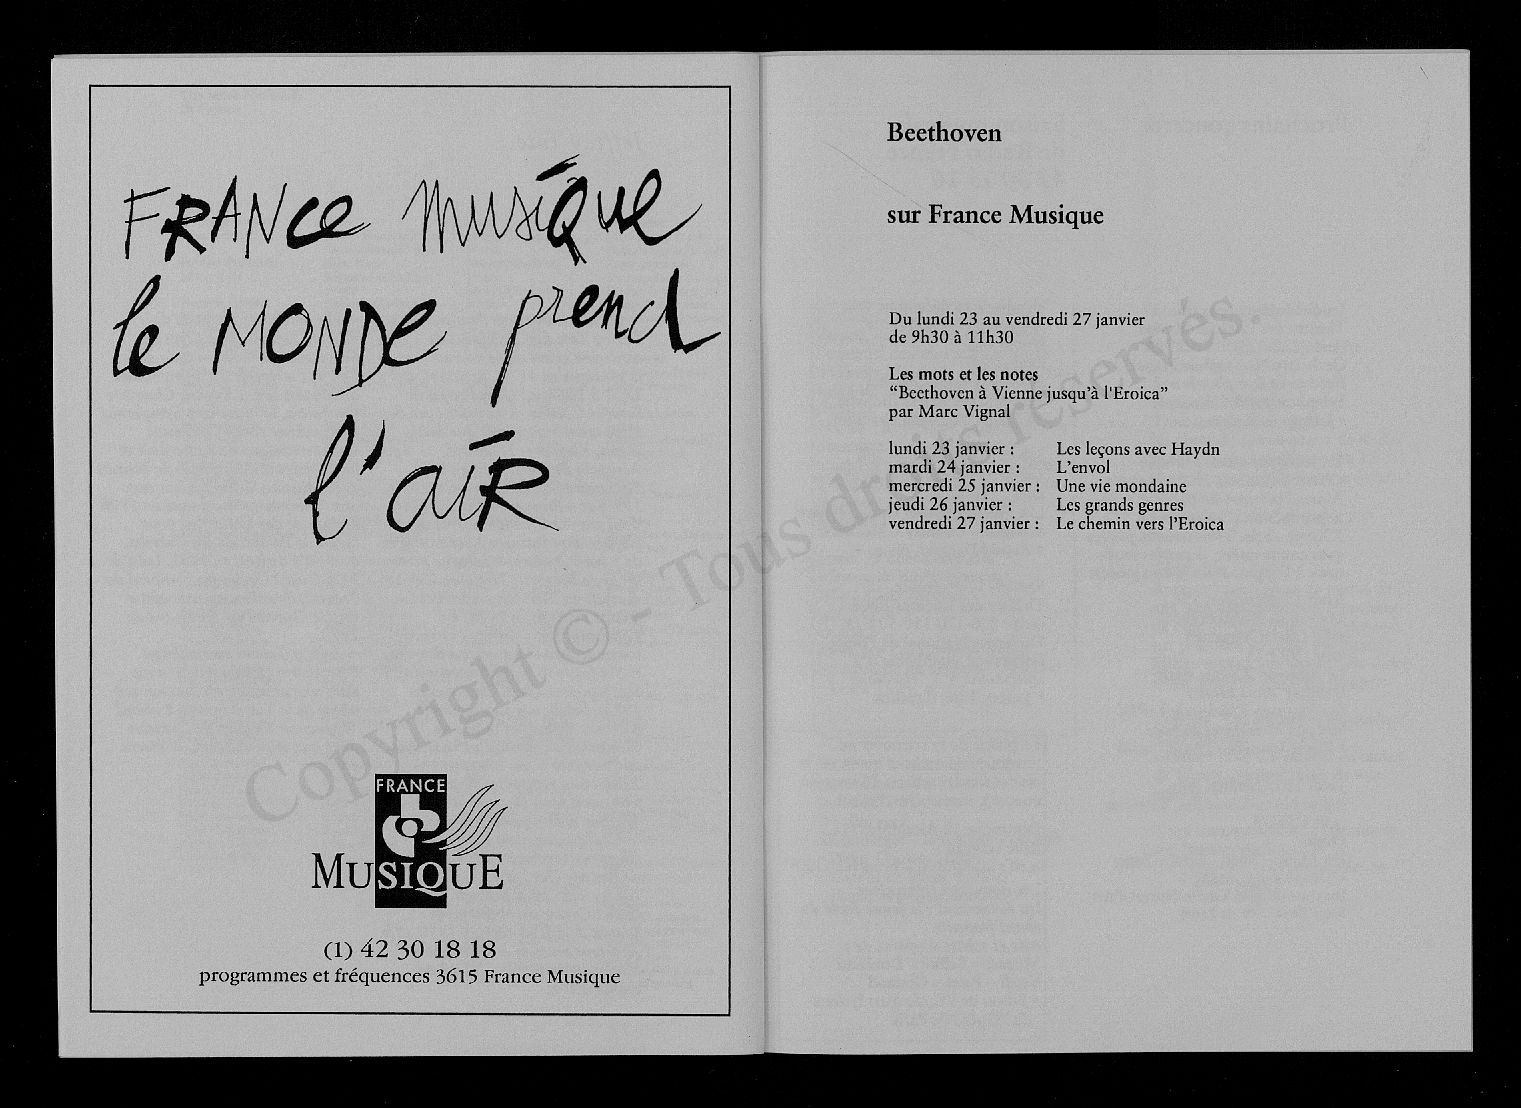 FRANCE MUSIQUE
le MONDE prend
l'aiR
FRANCE
MUSIQUE
(1) 42 30 18 18
programmes et fréquences 3615 France Musique
Beethoven
sur France Musique
Du lundi 23 au vendredi 27 janvier
de 9h30 à 11h30
Les mots et les notes
“Beethoven à Vienne jusqu'à l'Eroica”
par Marc Vignal
lundi 23 janvier : Les leçons avec Haydn
mardi 24 janvier : L'envol
mercredi 25 janvier : Une vie mondaine
jeudi 26 janvier : Les grands genres
vendredi 27 janvier : Le chemin vers l'Eroica
Copyright © - Tous droits réservés.